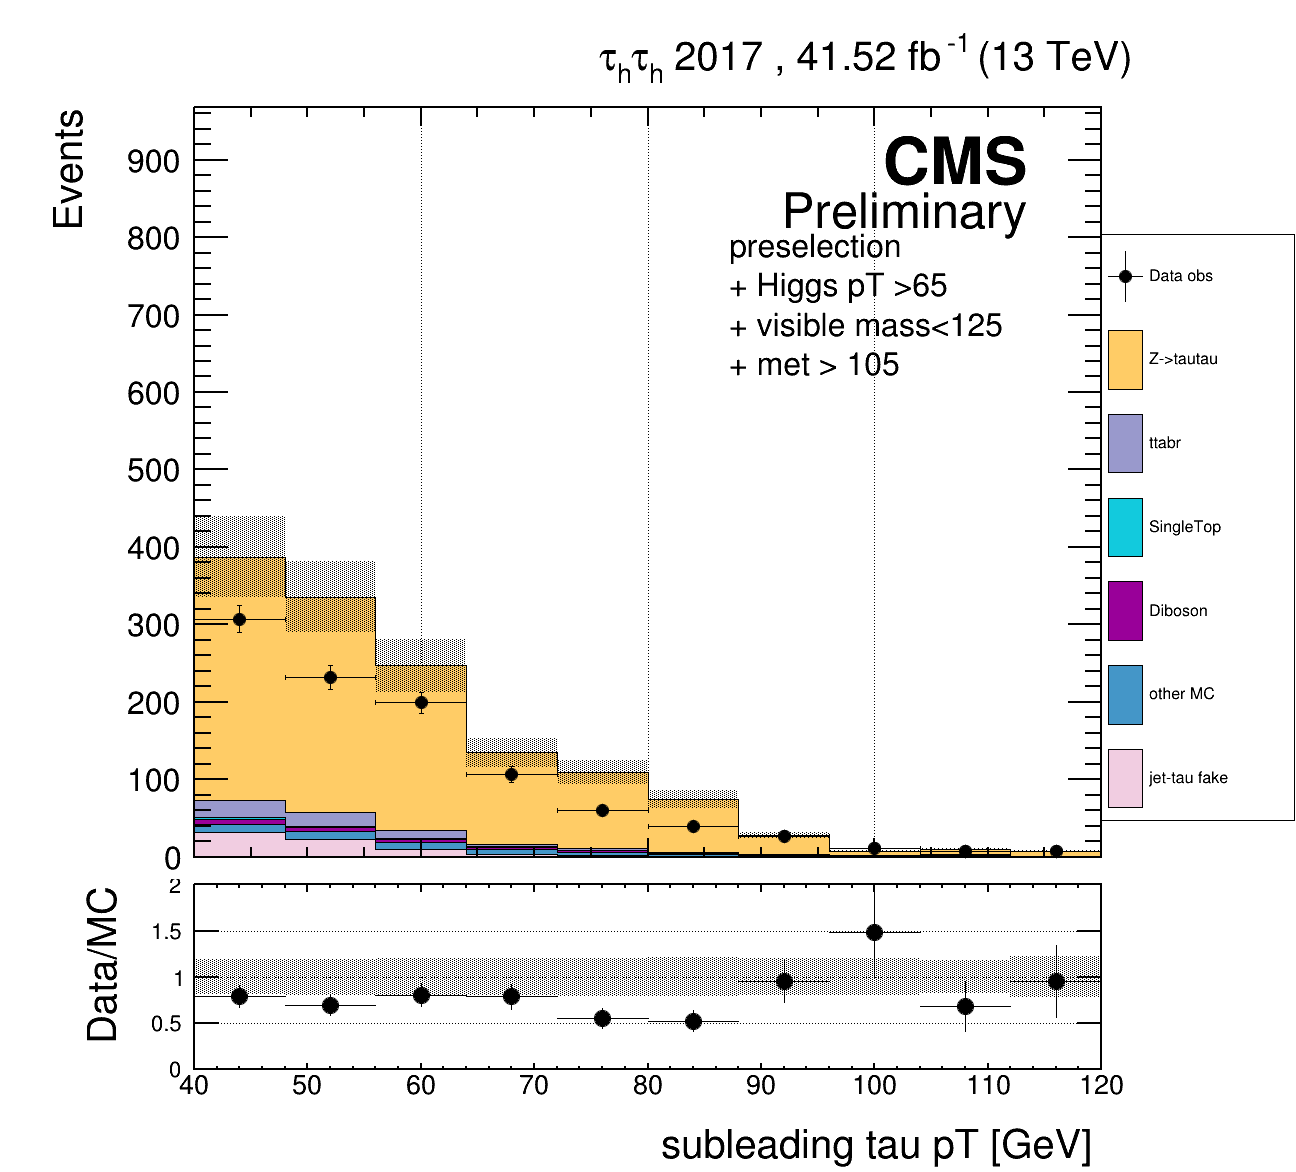 τhτh 2017 , 41.52 fb-1 (13 TeV)
Events
CMS
Preliminary
preselection
+ Higgs pT >65
+ visible mass<125
+ met > 105
900
800
700
600
500
400
300
200
100
0
Data obs
Z->tautau
ttabr
SingleTop
Diboson
other MC
jet-tau fake
Data/MC
2
1.5
1
0.5
0
40 50 60 70 80 90 100 110 120
subleading tau pT [GeV]